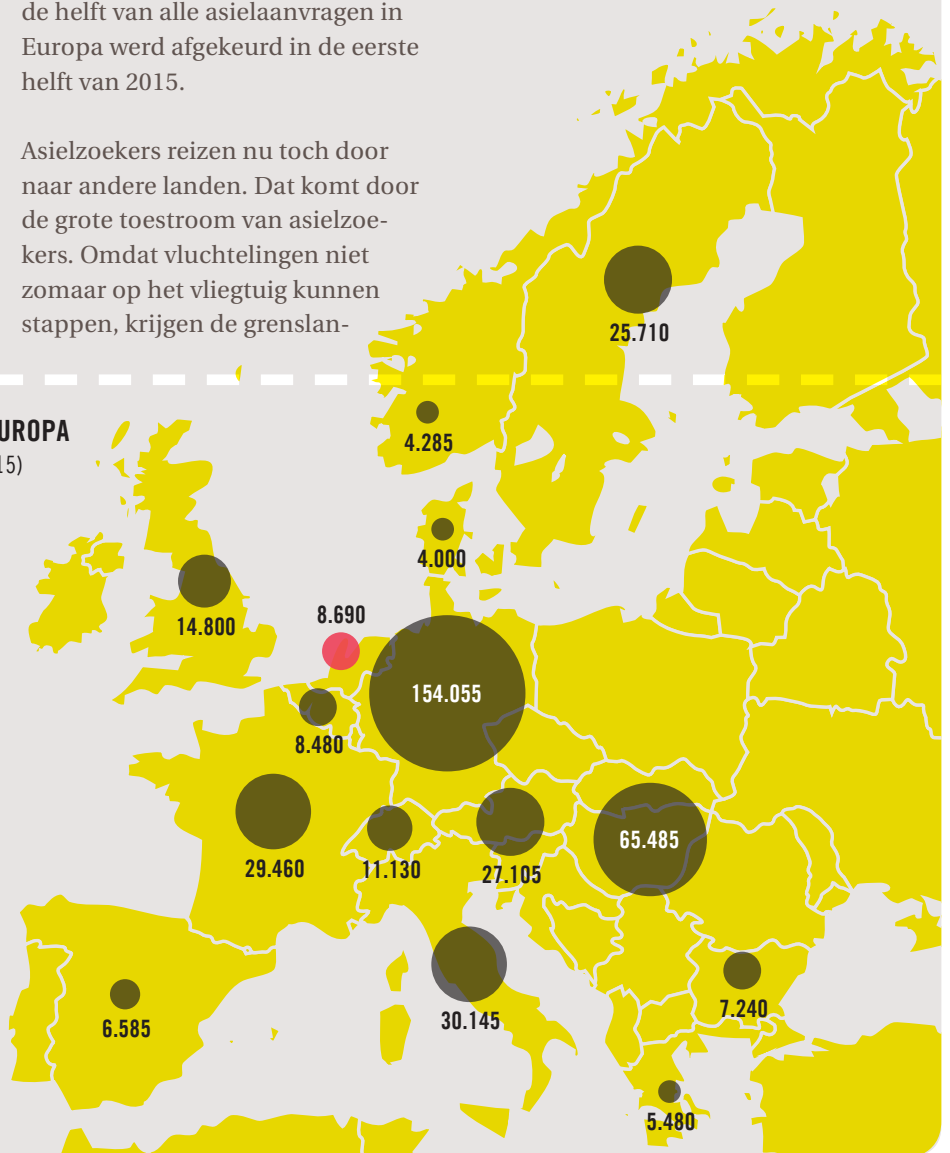 de helft van alle asielaanvragen in
Europa werd afgekeurd in de eerste
helft van 2015.
Asielzoekers reizen nu toch door
naar andere landen. Dat komt door
de grote toestroom van asielzoe-
kers. Omdat vluchtelingen niet
zomaar op het vliegtuig kunnen
stappen, krijgen de grenslan-
25.710
UROPA
15)
4.285
4.000
14.800
8.690
154.055
8.480
29.460
11.130
27.105
65.485
6.585
30.145
7.240
5.480